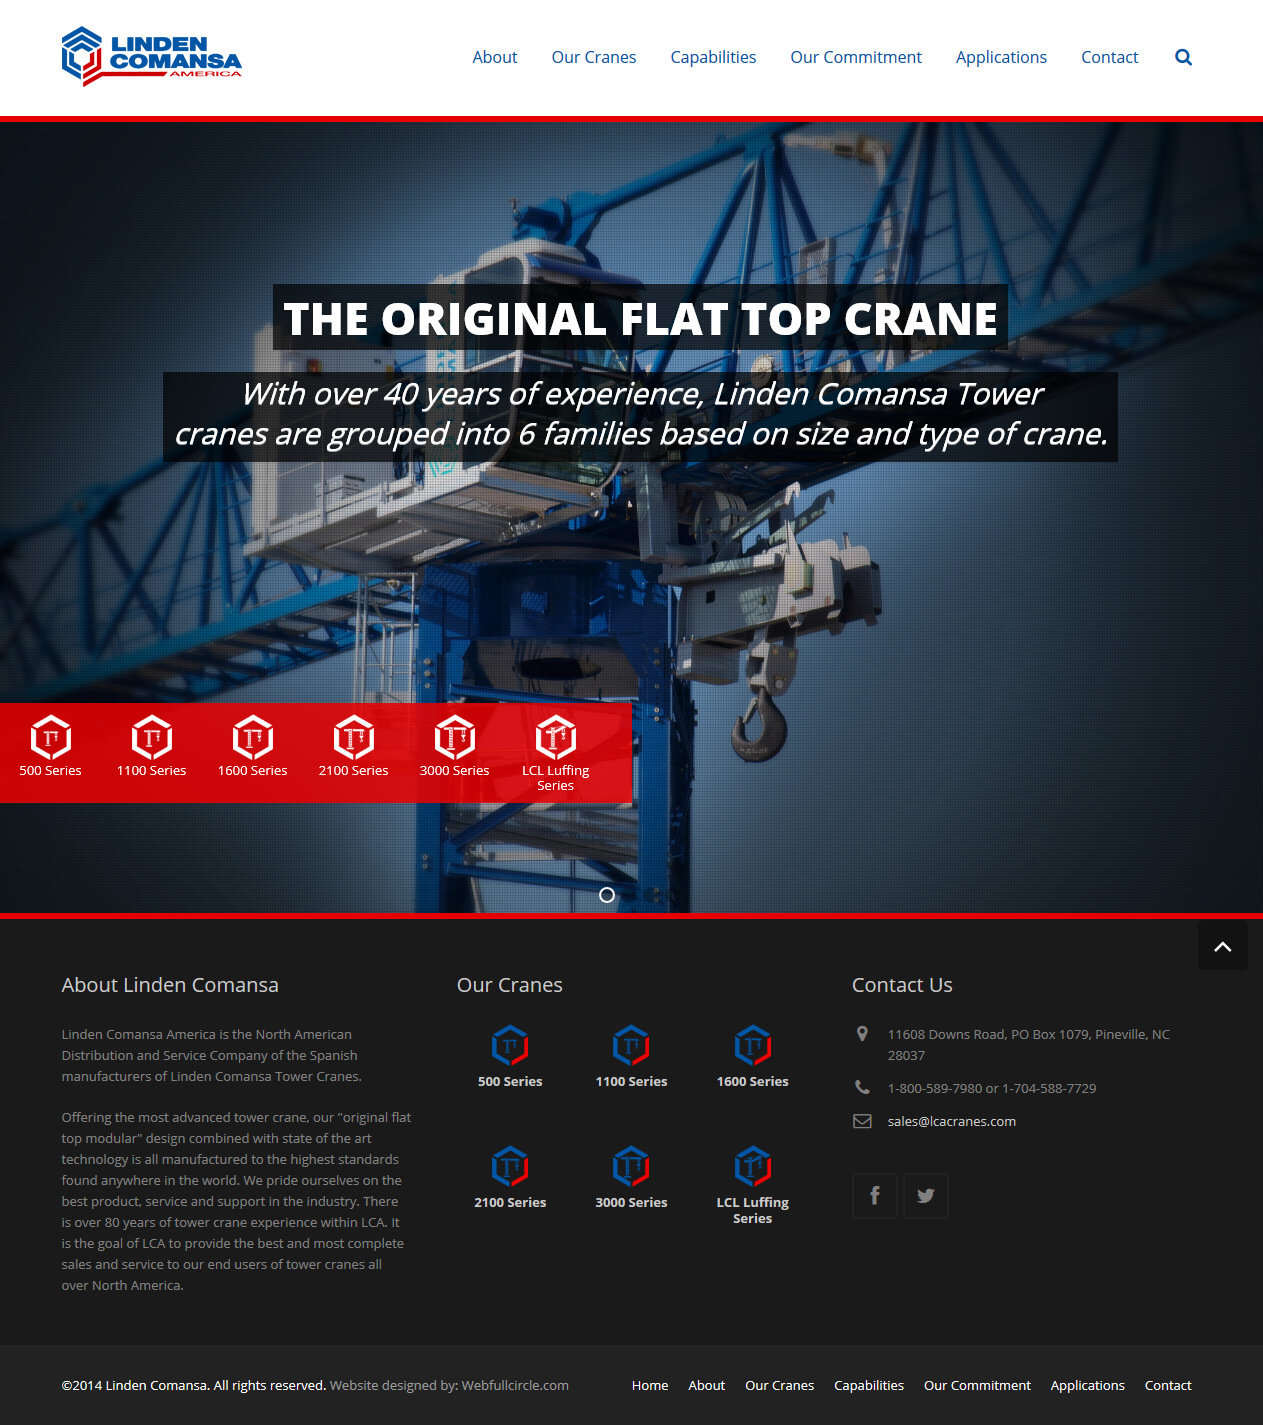 LINDEN
COMANSA
AMERICA
About Our Cranes Capabilities Our Commitment Applications Contact
THE ORIGINAL FLAT TOP CRANE
With over 40 years of experience, Linden Comansa Tower
cranes are grouped into 6 families based on size and type of crane.
500 Series 1100 Series 1600 Series 2100 Series 3000 Series LCL Luffing
Series
About Linden Comansa
Linden Comansa America is the North American
Distribution and Service Company of the Spanish
manufacturers of Linden Comansa Tower Cranes.
Offering the most advanced tower crane, our "original flat
top modular" design combined with state of the art
technology is all manufactured to the highest standards
found anywhere in the world. We pride ourselves on the
best product, service and support in the industry. There
is over 80 years of tower crane experience within LCA. It
is the goal of LCA to provide the best and most complete
sales and service to our end users of tower cranes all
over North America.
Our Cranes
500 Series 1100 Series 1600 Series
2100 Series 3000 Series LCL Luffing
Series
Contact Us
11608 Downs Road, PO Box 1079, Pineville, NC
28037
1-800-589-7980 or 1-704-588-7729
sales@lcacranes.com
©2014 Linden Comansa. All rights reserved. Website designed by: Webfullcircle.com
Home About Our Cranes Capabilities Our Commitment Applications Contact